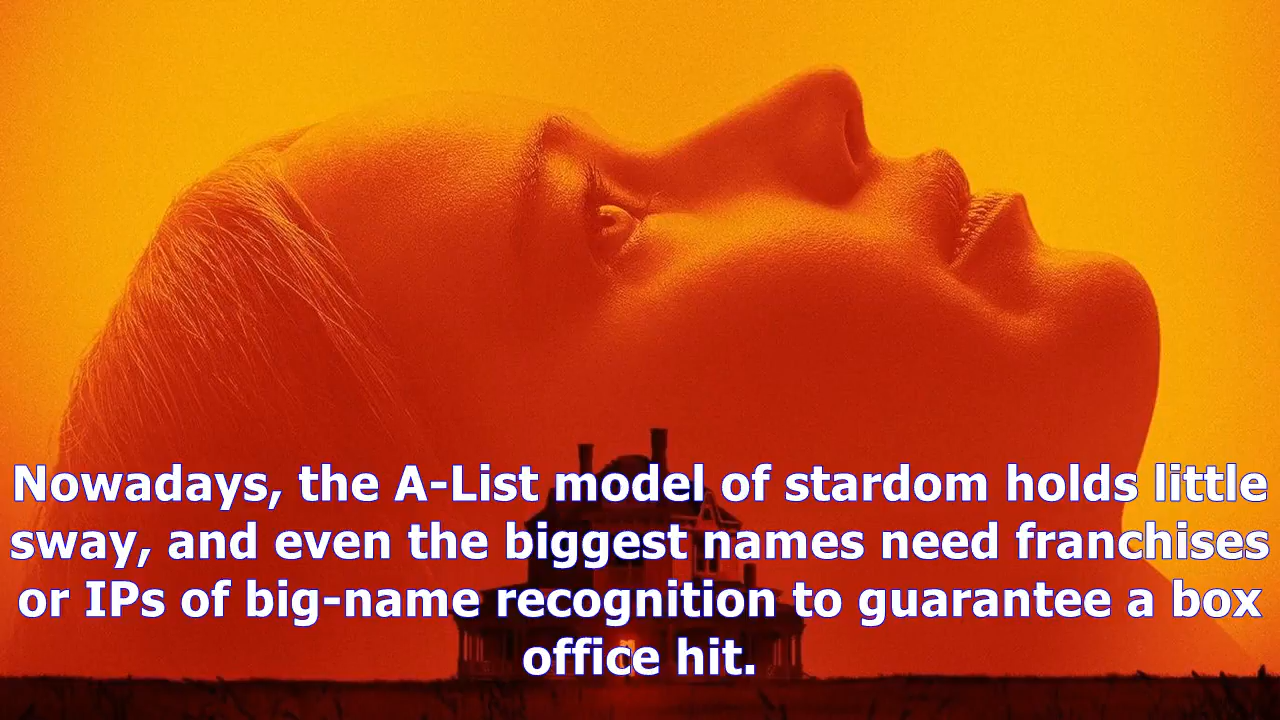 Nowadays, the A-List model of stardom holds little
sway, and even the biggest names need franchises
or IPs of big-name recognition to guarantee a box
office hit.